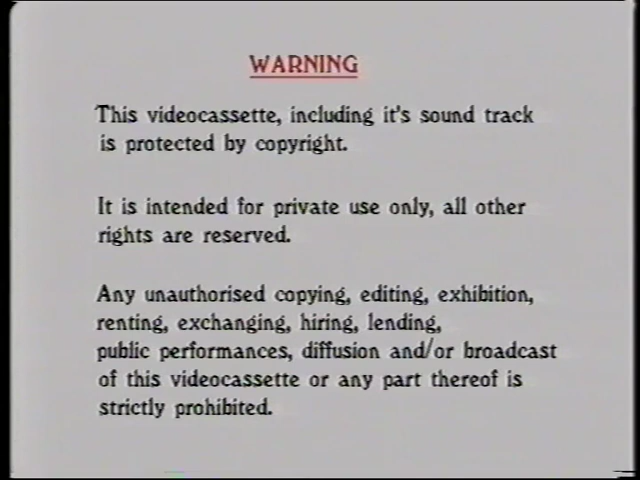 WARNING
This videocassette, including it's sound track
is protected by copyright.
It is intended for private use only, all other
rights are reserved.
Any unauthorised copying, editing, exhibition,
renting, exchanging, hiring, lending,
public performances, diffusion and/or broadcast
of this videocassette or any part thereof is
strictly prohibited.